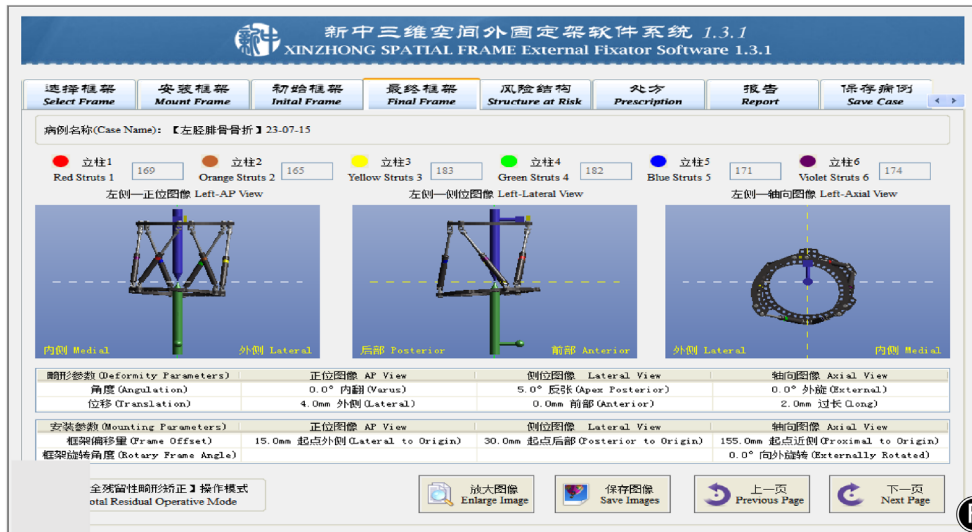 新中三维空间外固定架软件系统 1.3.1
XINZHONG SPATIAL FRAME External Fixator Software 1.3.1
选择框架 安装框架 初始框架 最终框架 风险结构 处方 报告 保存病例
Select Frame Mount Frame Inital Frame Final Frame Structure at Risk Prescription Report Save Case
病例名称(Case Name): 【左胫腓骨骨折】23-07-15
立柱1 169 立柱2 165 立柱3 183 立柱4 182 立柱5 171 立柱6 174
Red Struts 1 Orange Struts 2 Yellow Struts 3 Green Struts 4 Blue Struts 5 Violet Struts 6
左侧—正位图像 Left-AP View 左侧—侧位图像 Left-Lateral View 左侧—轴向图像 Left-Axial View
内侧 Medial 外侧 Lateral 后部 Posterior 前部 Anterior 外侧 Lateral 内侧 Medial
畸形参数(Deformity Parameters) 正位图像 AP View 侧位图像 Lateral View 轴向图像 Axial View
角度(Angulation) 0.0° 内翻(Varus) 5.0° 反张(Apex Posterior) 0.0° 外旋(External)
位移(Translation) 4.0mm 外侧(Lateral) 0.0mm 前部(Anterior) 2.0mm 过长(Long)
安装参数(Mounting Parameters) 正位图像 AP View 侧位图像 Lateral View 轴向图像 Axial View
框架偏移量(Frame Offset) 15.0mm 起点外侧(Lateral to Origin) 30.0mm 起点后部(Posterior to Origin) 155.0mm 起点近侧(Proximal to Origin)
框架旋转角度(Rotary Frame Angle) 0.0° 向外旋转(Externally Rotated)
全残留性畸形矫正】操作模式 放大图像 保存图像 上一页 下一页
otal Residual Operative Mode Enlarge Image Save Images Previous Page Next Page